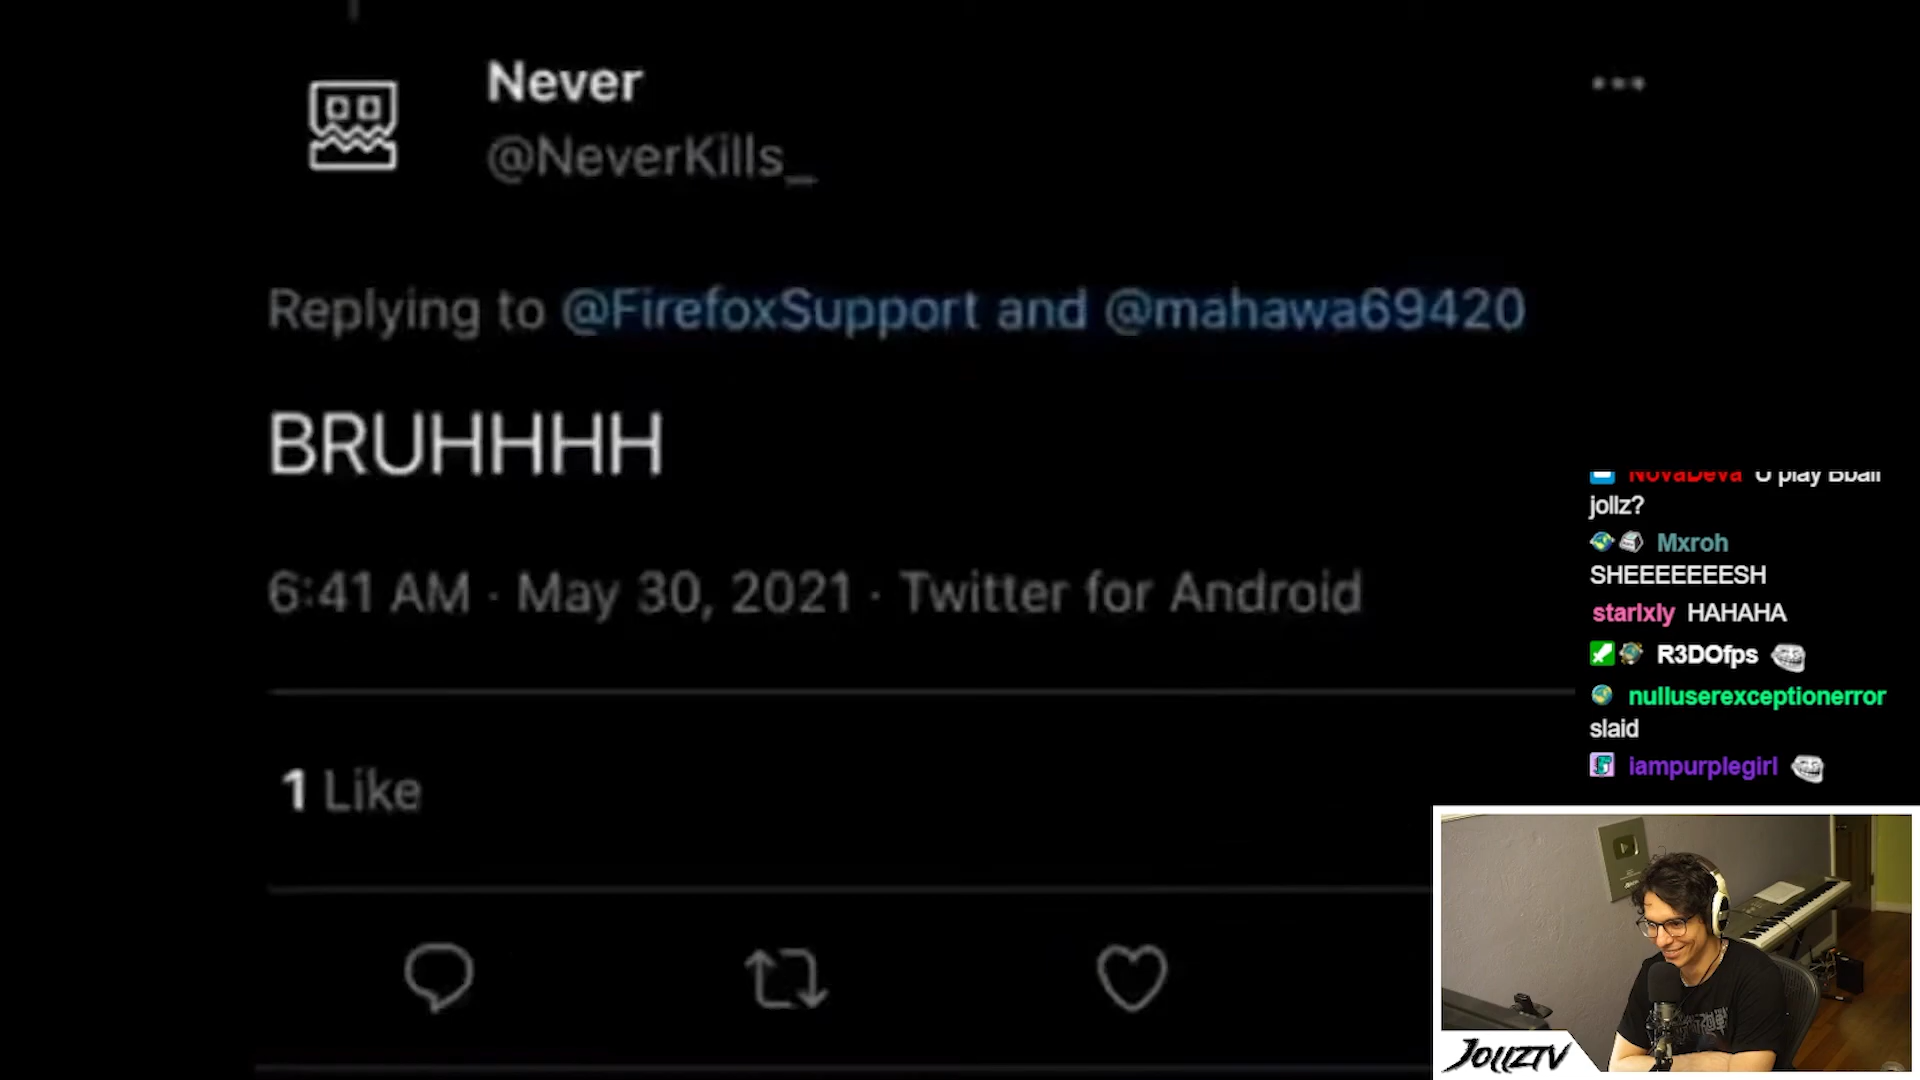 Never
@NeverKills_
Replying to @FirefoxSupport and @mahawa69420
BRUHHHH
6:41 AM · May 30, 2021 · Twitter for Android
1 Like
NovaDeva U play Bball
jollz?
Mxroh
SHEEEEEEESH
starlxly HAHAHA
R3DOfps
nulluserexceptionerror
slaid
iampurplegirl
JOLLZTV